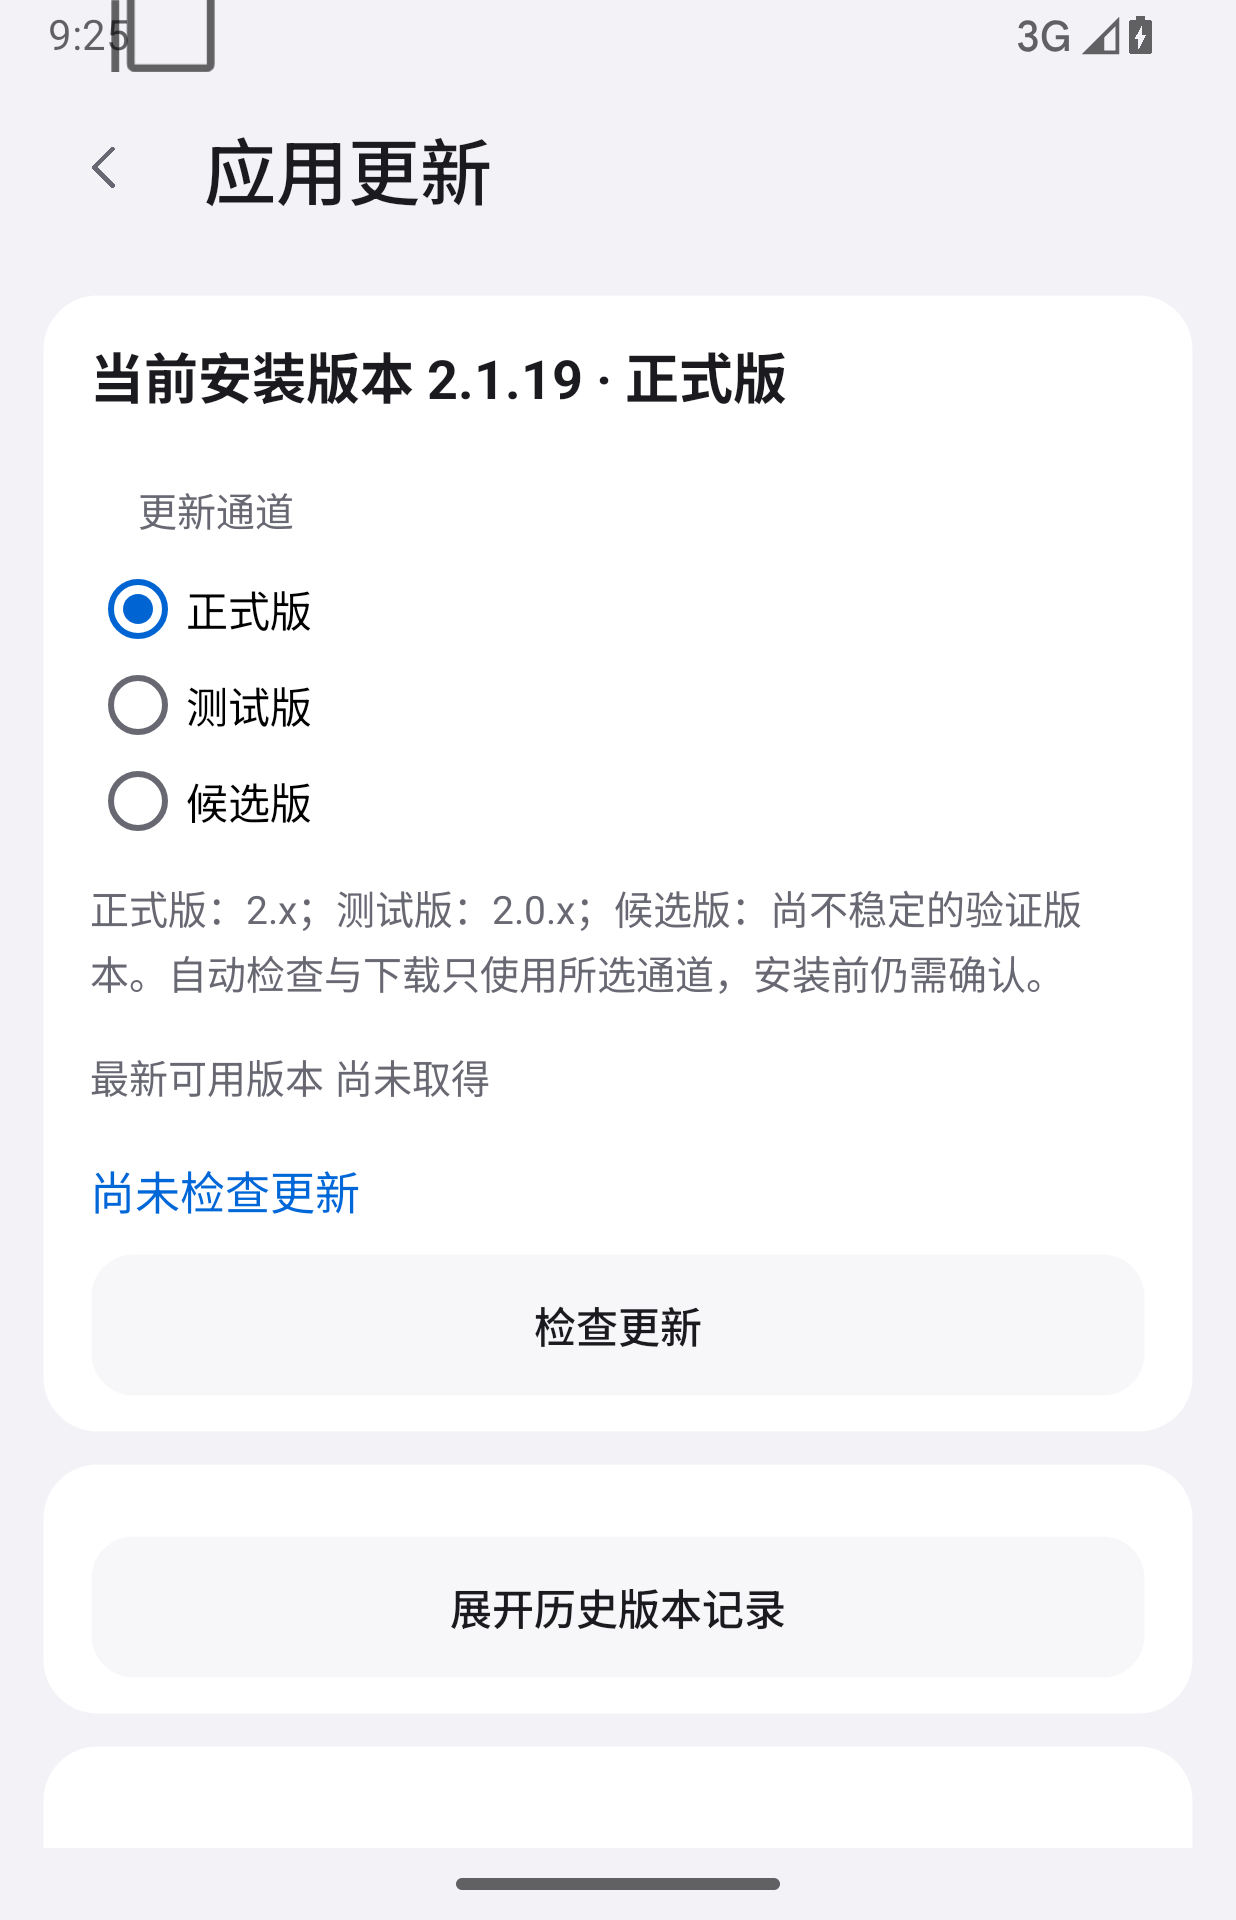 9:25
3G
应用更新
当前安装版本 2.1.19 · 正式版
更新通道
正式版
测试版
候选版
正式版：2.x；测试版：2.0.x；候选版：尚不稳定的验证版
本。自动检查与下载只使用所选通道，安装前仍需确认。
最新可用版本 尚未取得
尚未检查更新
检查更新
展开历史版本记录